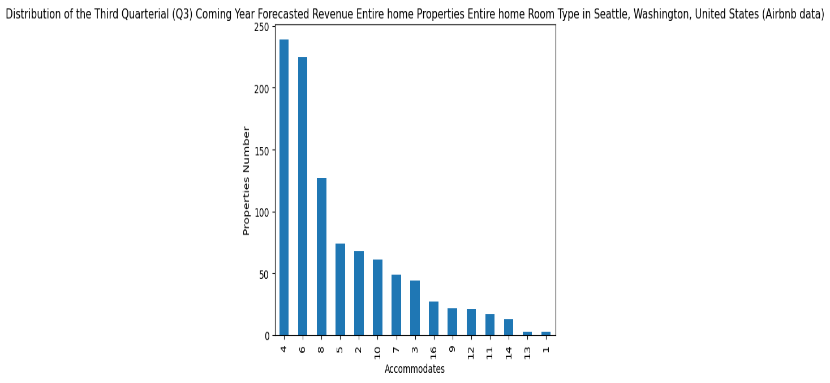 Distribution of the Third Quarterial (Q3) Coming Year Forecasted Revenue Entire home Properties Entire home Room Type in Seattle, Washington, United States (Airbnb data)
250
200
150
100
50
0
Properties Number
4 6 8 5 2 10 7 3 16 9 12 11 14 13 1
Accommodates